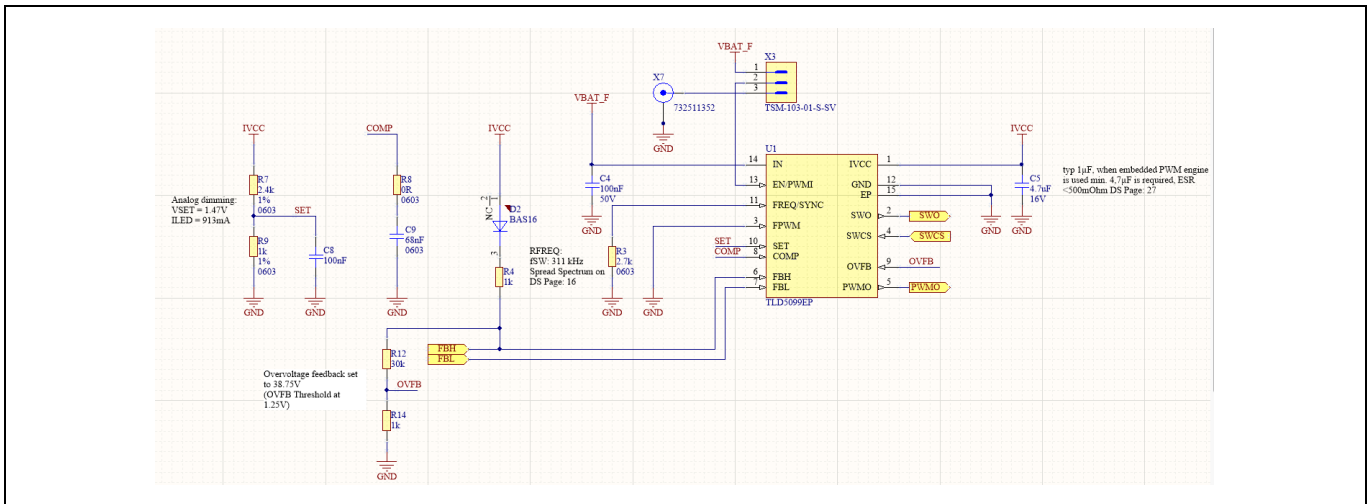 VBAT_F
X3
1
2
3
TSM-103-01-S-SV
X7
732511352
GND
VBAT_F
IVCC
COMP
IVCC
IVCC
R7
2.4k
1%
0603
Analog dimming:
VSET = 1.47V
ILED = 913mA
SET
R9
1k
1%
0603
C8
100nF
GND
GND
R8
0R
0603
C9
68nF
0603
GND
NC
2
1
D2
BAS16
3
R4
1k
RFREQ:
fSW: 311 kHz
Spread Spectrum on
DS Page: 16
C4
100nF
50V
GND
R3
2.7k
0603
GND
GND
U1
14 IN
13 EN/PWMI
11 FREQ/SYNC
3 FPWM
SET 10 SET
COMP 8 COMP
6 FBH
7 FBL
IVCC 1
GND 12
EP 15
SWO 2 SWO
SWCS 4 SWCS
OVFB 9 OVFB
PWMO 5 PWMO
TLD5099EP
GND
GND
C5
4.7uF
16V
typ 1µF, when embedded PWM engine
is used min. 4,7µF is required, ESR
<500mOhm DS Page: 27
FBH
FBL
R12
30k
OVFB
Overvoltage feedback set
to 38.75V
(OVFB Threshold at
1.25V)
R14
1k
GND